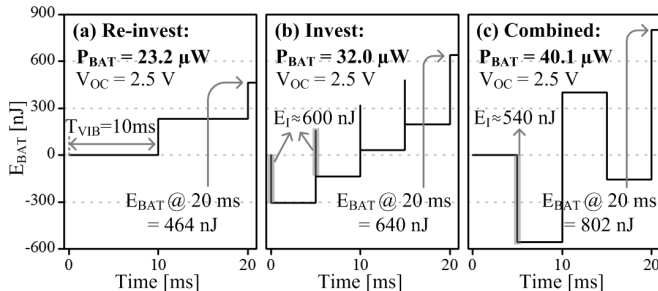 E_BAT [nJ]
900
600
300
0
-300
-600
(a) Re-invest:
P_BAT = 23.2 µW
V_OC = 2.5 V
T_VIB=10ms
E_BAT @ 20 ms
= 464 nJ
0 10 20
Time [ms]
(b) Invest:
P_BAT = 32.0 µW
V_OC = 2.5 V
E_I≈600 nJ
E_BAT @ 20 ms
= 640 nJ
0 10 20
Time [ms]
(c) Combined:
P_BAT = 40.1 µW
V_OC = 2.5 V
E_I≈540 nJ
E_BAT @ 20 ms
= 802 nJ
0 10 20
Time [ms]